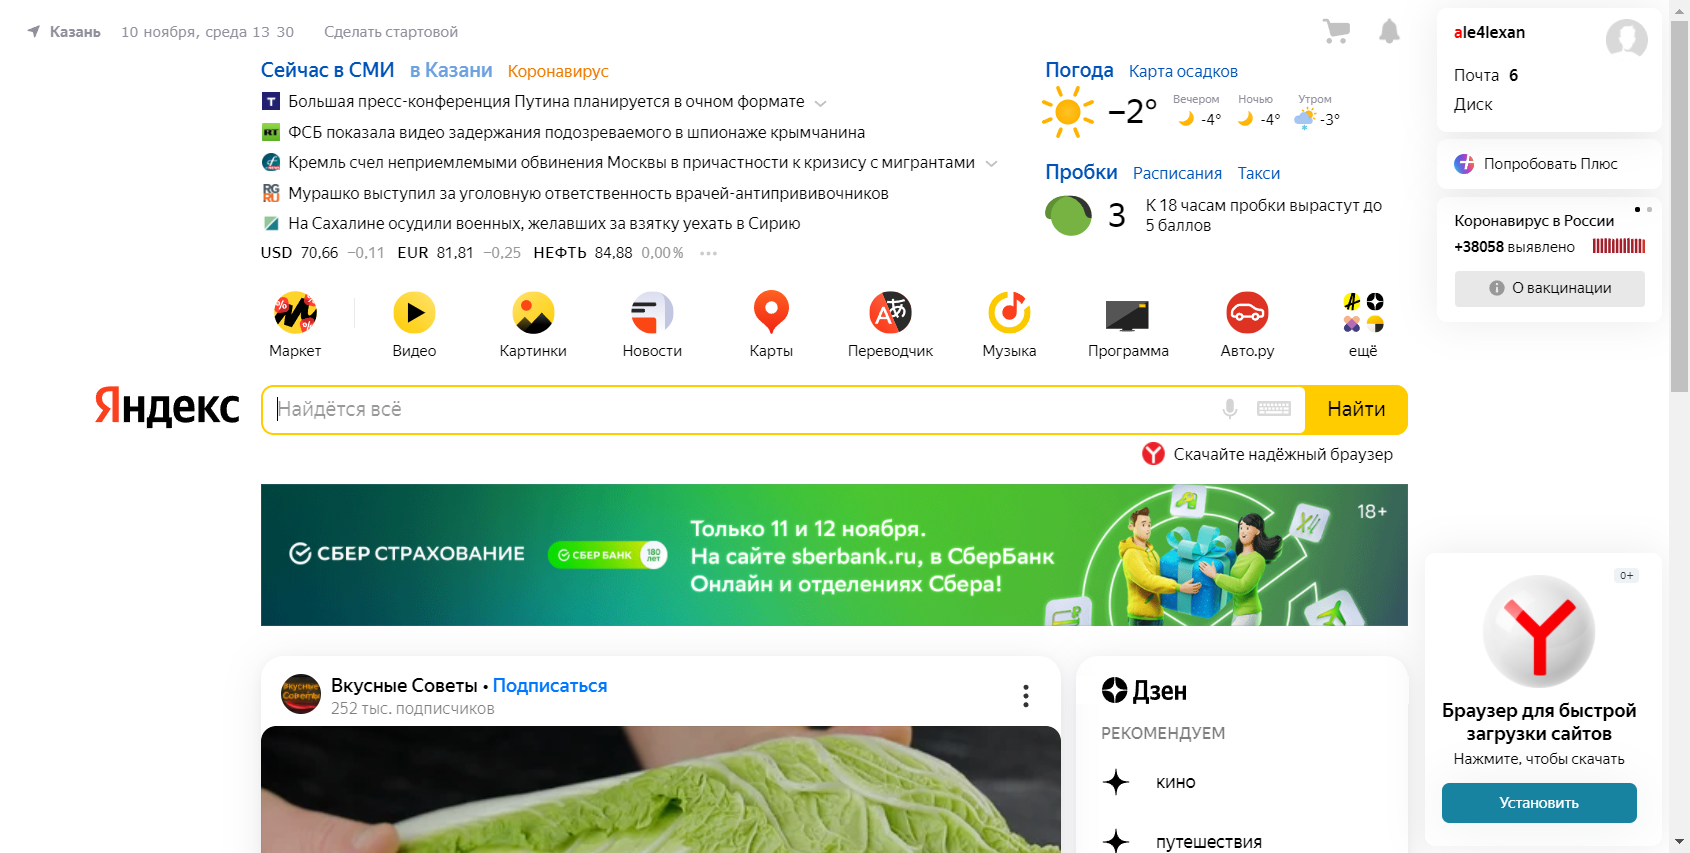 Казань 10 ноября, среда 13 30 Сделать стартовой
Сейчас в СМИ в Казани Коронавирус
Большая пресс-конференция Путина планируется в очном формате
ФСБ показала видео задержания подозреваемого в шпионаже крымчанина
Кремль счел неприемлемыми обвинения Москвы в причастности к кризису с мигрантами
Мурашко выступил за уголовную ответственность врачей-антипрививочников
На Сахалине осудили военных, желавших за взятку уехать в Сирию
USD 70,66 −0,11 EUR 81,81 −0,25 НЕФТЬ 84,88 0,00%
Погода Карта осадков
−2° Вечером -4° Ночью -4° Утром -3°
Пробки Расписания Такси
3 К 18 часам пробки вырастут до
5 баллов
ale4lexan
Почта 6
Диск
Попробовать Плюс
Коронавирус в России
+38058 выявлено
О вакцинации
Маркет Видео Картинки Новости Карты Переводчик Музыка Программа Авто.ру ещё
Яндекс Найдётся всё Найти
Скачайте надёжный браузер
СБЕР СТРАХОВАНИЕ
СБЕР БАНК 180 лет
Только 11 и 12 ноября.
На сайте sberbank.ru, в СберБанк
Онлайн и отделениях Сбера!
18+
Вкусные Советы • Подписаться
252 тыс. подписчиков
Вкусные Советы
Дзен
РЕКОМЕНДУЕМ
кино
путешествия
0+
Браузер для быстрой
загрузки сайтов
Нажмите, чтобы скачать
Установить